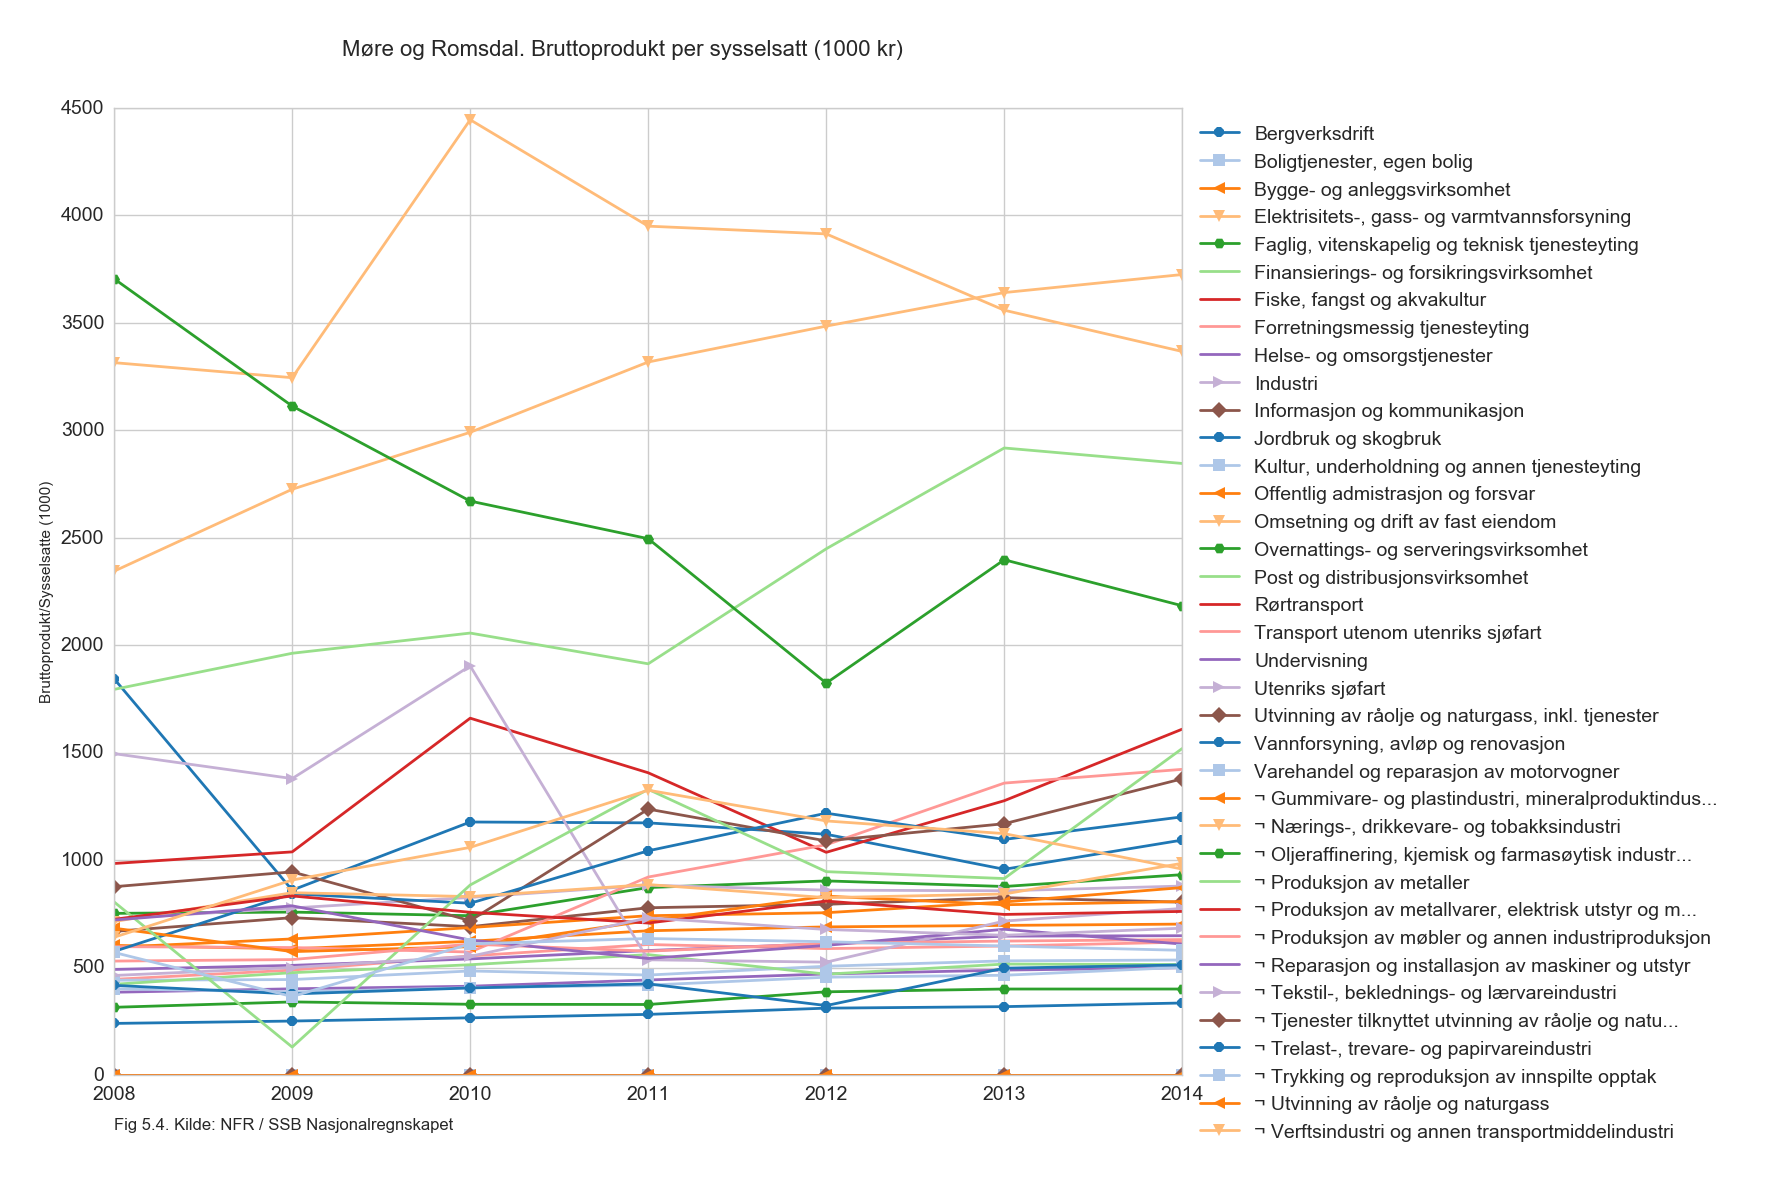 Møre og Romsdal. Bruttoprodukt per sysselsatt (1000 kr)
4500
4000
3500
3000
2500
2000
1500
1000
500
0
Bruttoprodukt/Sysselsatte (1000)
2008 2009 2010 2011 2012 2013 2014
Bergverksdrift
Boligtjenester, egen bolig
Bygge- og anleggsvirksomhet
Elektrisitets-, gass- og varmtvannsforsyning
Faglig, vitenskapelig og teknisk tjenesteyting
Finansierings- og forsikringsvirksomhet
Fiske, fangst og akvakultur
Forretningsmessig tjenesteyting
Helse- og omsorgstjenester
Industri
Informasjon og kommunikasjon
Jordbruk og skogbruk
Kultur, underholdning og annen tjenesteyting
Offentlig admistrasjon og forsvar
Omsetning og drift av fast eiendom
Overnattings- og serveringsvirksomhet
Post og distribusjonsvirksomhet
Rørtransport
Transport utenom utenriks sjøfart
Undervisning
Utenriks sjøfart
Utvinning av råolje og naturgass, inkl. tjenester
Vannforsyning, avløp og renovasjon
Varehandel og reparasjon av motorvogner
¬ Gummivare- og plastindustri, mineralproduktindus...
¬ Nærings-, drikkevare- og tobakksindustri
¬ Oljeraffinering, kjemisk og farmasøytisk industr...
¬ Produksjon av metaller
¬ Produksjon av metallvarer, elektrisk utstyr og m...
¬ Produksjon av møbler og annen industriproduksjon
¬ Reparasjon og installasjon av maskiner og utstyr
¬ Tekstil-, beklednings- og lærvareindustri
¬ Tjenester tilknyttet utvinning av råolje og natu...
¬ Trelast-, trevare- og papirvareindustri
¬ Trykking og reproduksjon av innspilte opptak
¬ Utvinning av råolje og naturgass
¬ Verftsindustri og annen transportmiddelindustri
Fig 5.4. Kilde: NFR / SSB Nasjonalregnskapet